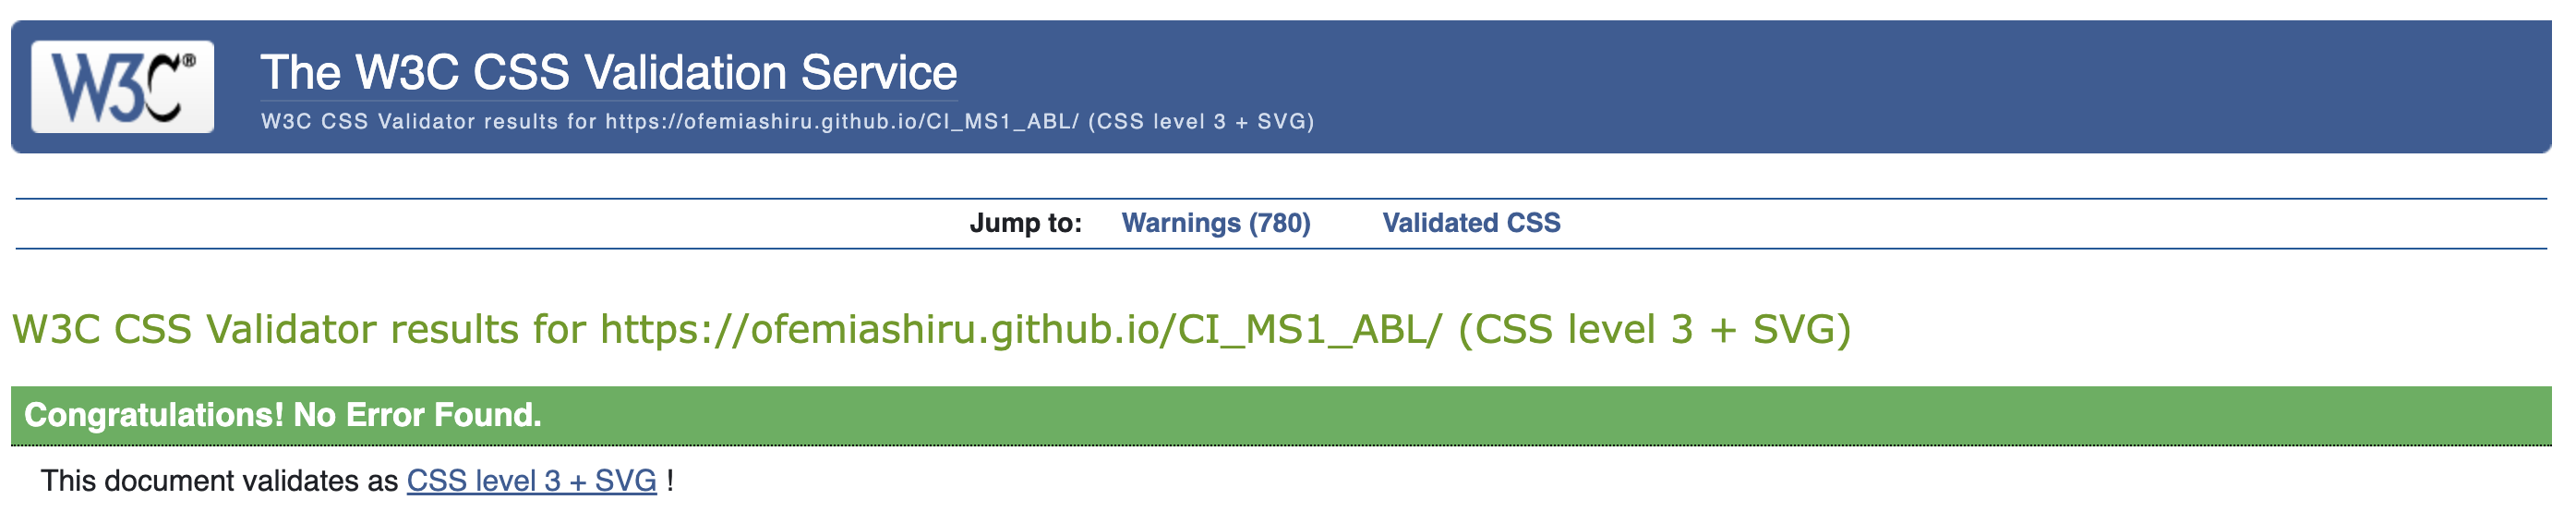 W3C®
The W3C CSS Validation Service
W3C CSS Validator results for https://ofemiashiru.github.io/CI_MS1_ABL/ (CSS level 3 + SVG)
Jump to: Warnings (780) Validated CSS
W3C CSS Validator results for https://ofemiashiru.github.io/CI_MS1_ABL/ (CSS level 3 + SVG)
Congratulations! No Error Found.
This document validates as CSS level 3 + SVG !